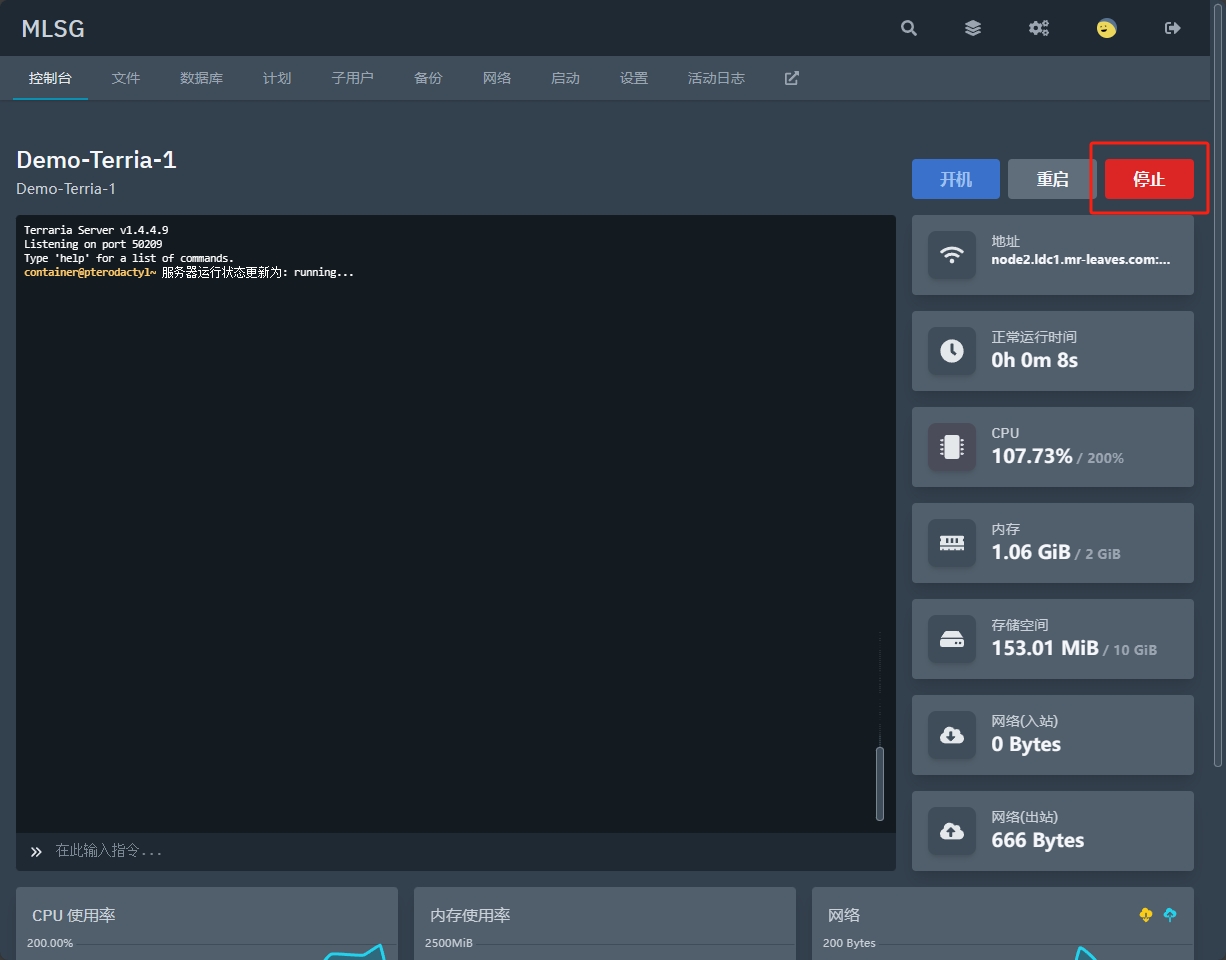 MLSG
控制台 文件 数据库 计划 子用户 备份 网络 启动 设置 活动日志
Demo-Terria-1
Demo-Terria-1
开机 重启 停止
Terraria Server v1.4.4.9
Listening on port 50209
Type 'help' for a list of commands.
container@pterodactyl~ 服务器运行状态更新为: running...
在此输入指令...
地址
node2.ldc1.mr-leaves.com:...
正常运行时间
0h 0m 8s
CPU
107.73% / 200%
内存
1.06 GiB / 2 GiB
存储空间
153.01 MiB / 10 GiB
网络(入站)
0 Bytes
网络(出站)
666 Bytes
CPU 使用率
200.00%
内存使用率
2500MiB
网络
200 Bytes